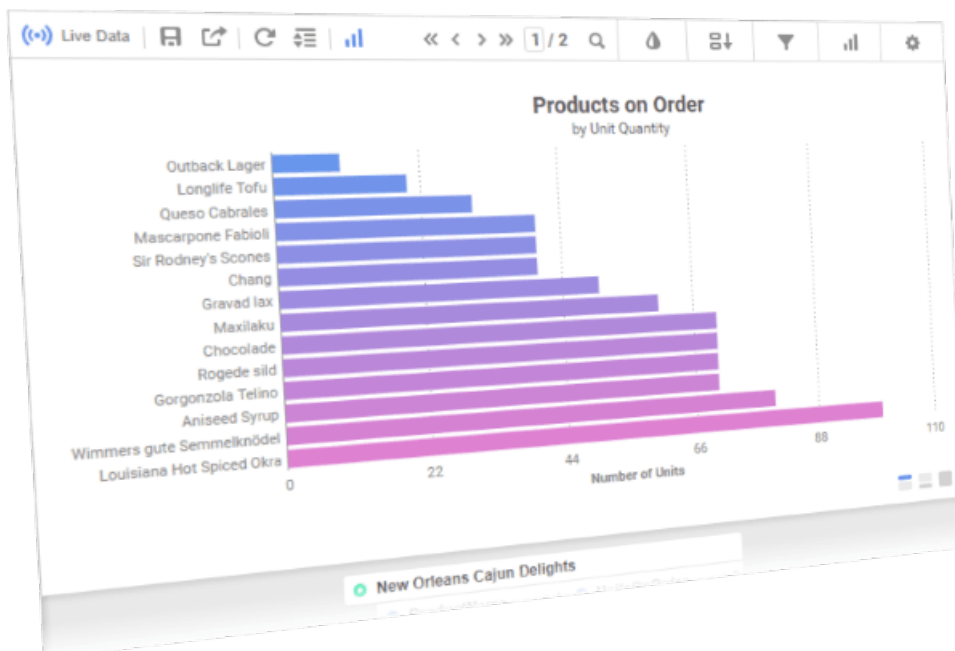 Live Data
1 / 2
Products on Order
by Unit Quantity
Outback Lager
Longlife Tofu
Queso Cabrales
Mascarpone Fabioli
Sir Rodney's Scones
Chang
Gravad lax
Maxilaku
Chocolade
Rogede sild
Gorgonzola Telino
Aniseed Syrup
Wimmers gute Semmelknödel
Louisiana Hot Spiced Okra
0 22 44 66 88 110
Number of Units
New Orleans Cajun Delights